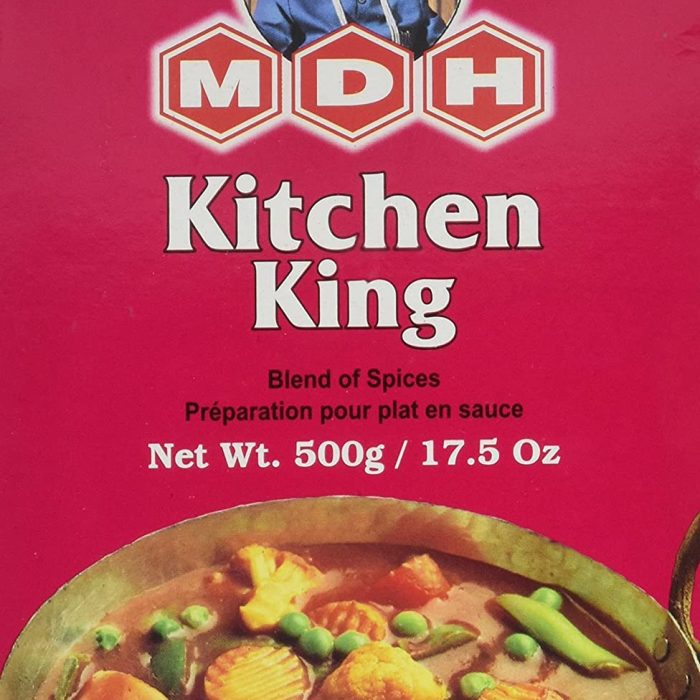 MDH
Kitchen
King
Blend of Spices
Préparation pour plat en sauce
Net Wt. 500g / 17.5 Oz